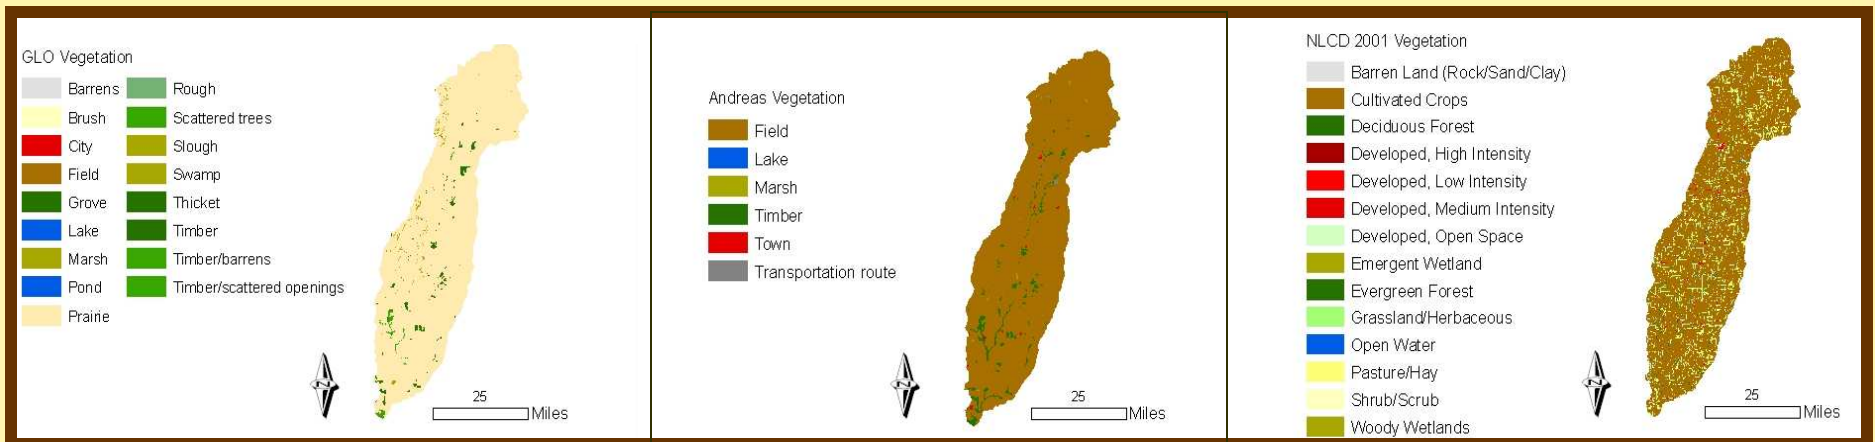 GLO Vegetation
Barrens
Brush
City
Field
Grove
Lake
Marsh
Pond
Prairie
Rough
Scattered trees
Slough
Swamp
Thicket
Timber
Timber/barrens
Timber/scattered openings
N
25
Miles
Andreas Vegetation
Field
Lake
Marsh
Timber
Town
Transportation route
N
25
Miles
NLCD 2001 Vegetation
Barren Land (Rock/Sand/Clay)
Cultivated Crops
Deciduous Forest
Developed, High Intensity
Developed, Low Intensity
Developed, Medium Intensity
Developed, Open Space
Emergent Wetland
Evergreen Forest
Grassland/Herbaceous
Open Water
Pasture/Hay
Shrub/Scrub
Woody Wetlands
N
25
Miles